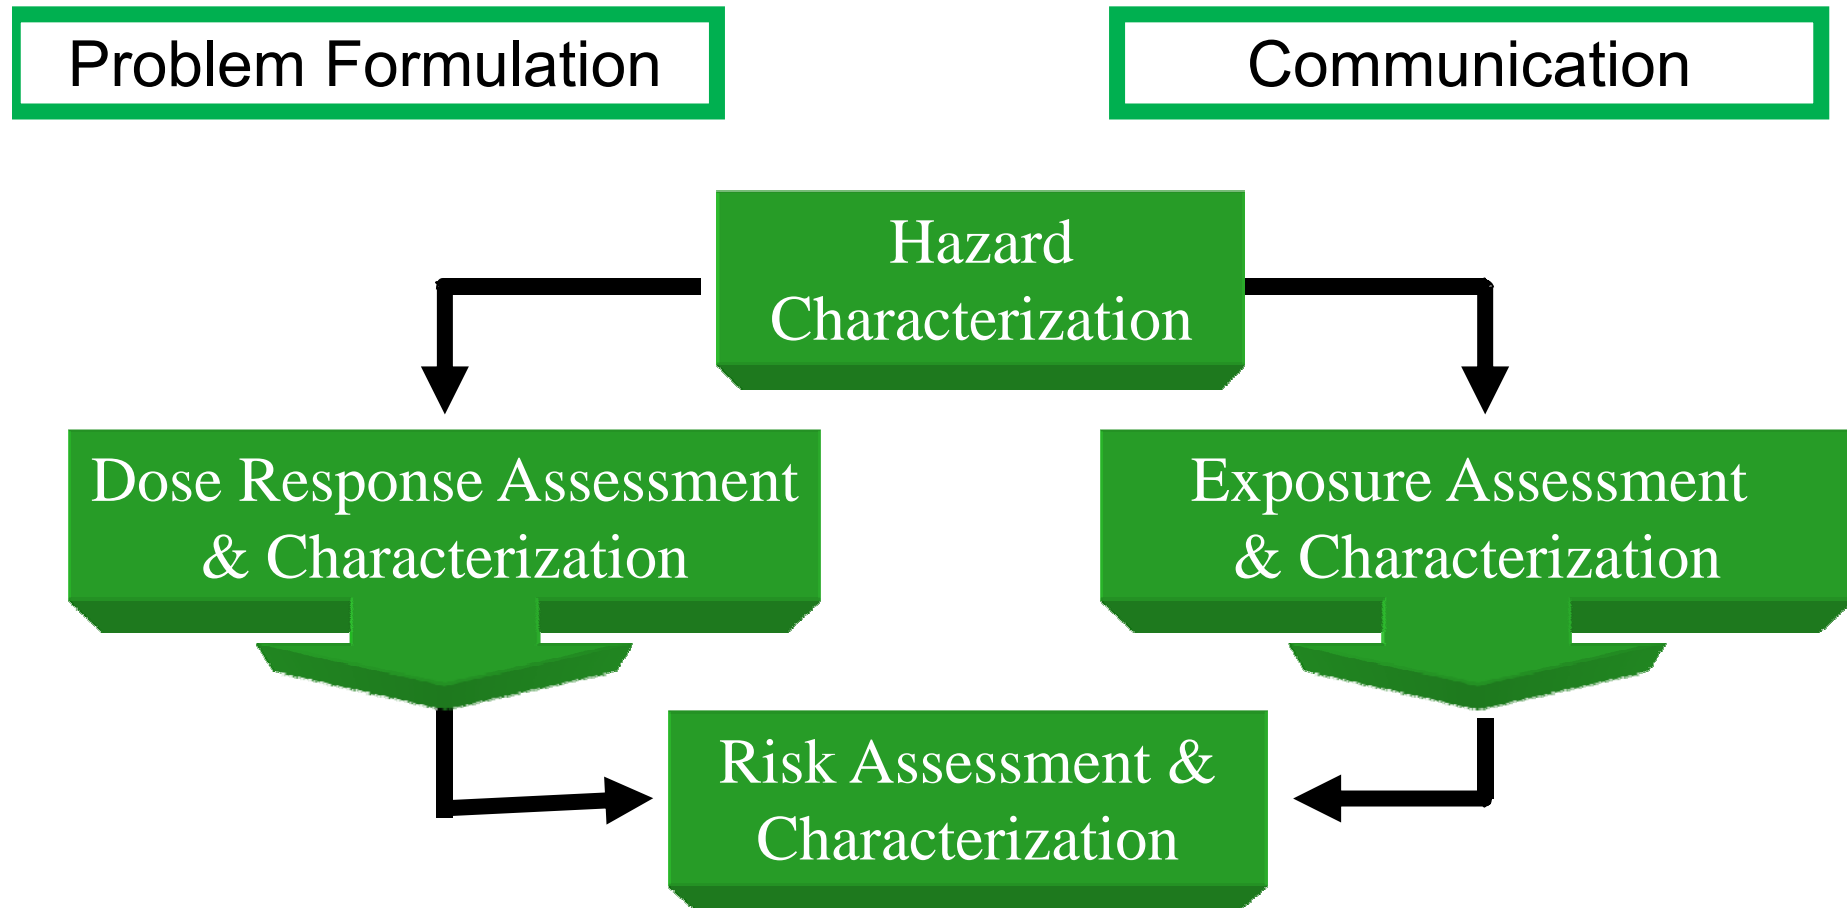 Problem Formulation
Communication
Hazard
Characterization
Dose Response Assessment
& Characterization
Exposure Assessment
& Characterization
Risk Assessment &
Characterization